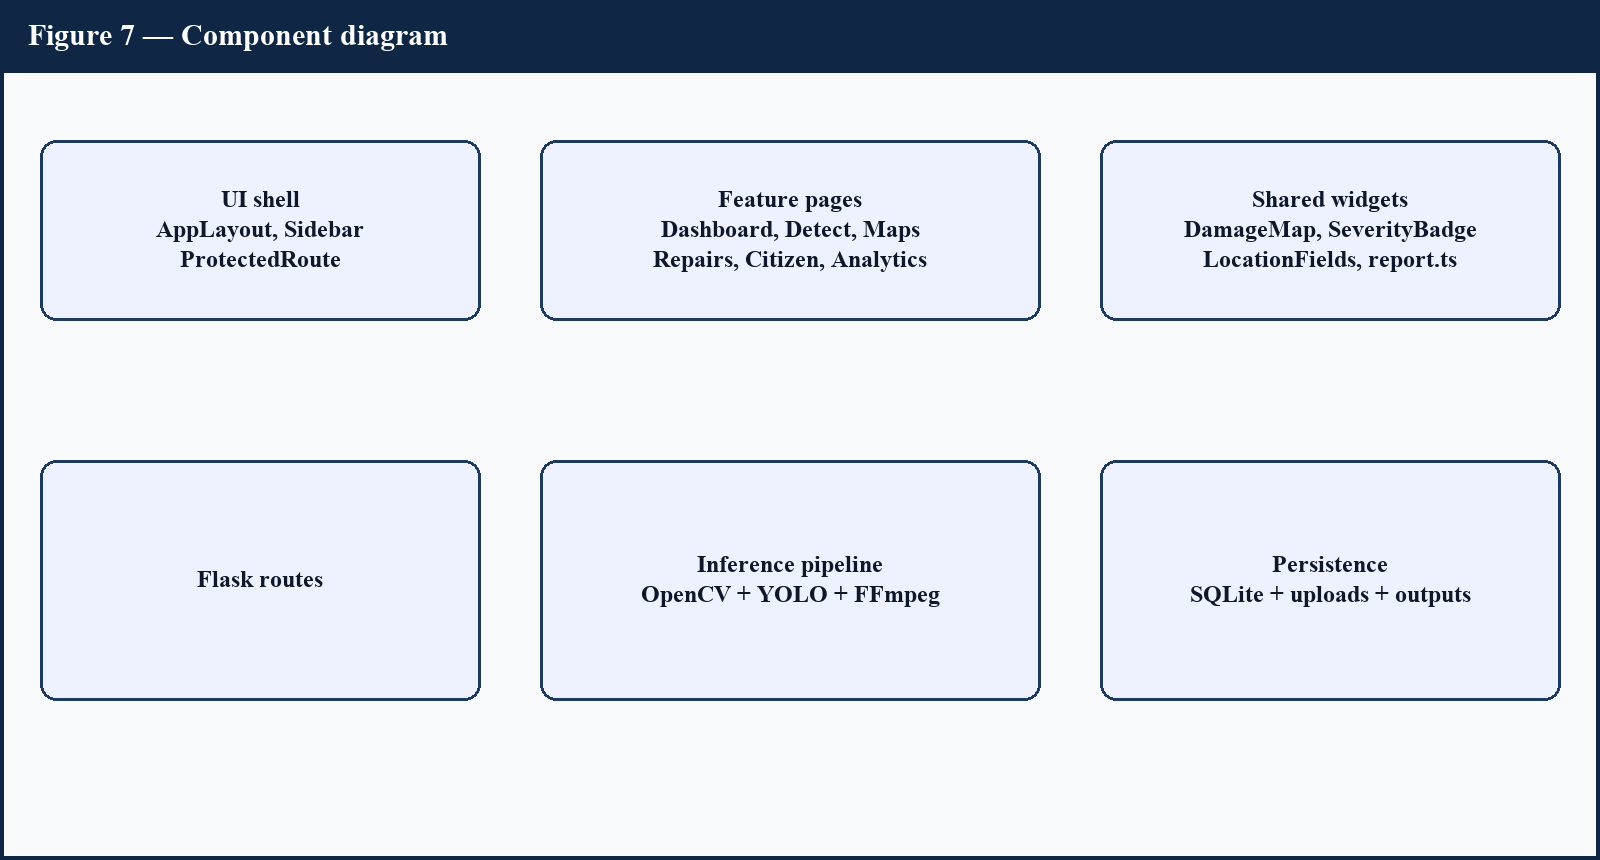 Figure 7 — Component diagram
UI shell
AppLayout, Sidebar
ProtectedRoute
Feature pages
Dashboard, Detect, Maps
Repairs, Citizen, Analytics
Shared widgets
DamageMap, SeverityBadge
LocationFields, report.ts
Flask routes
Inference pipeline
OpenCV + YOLO + FFmpeg
Persistence
SQLite + uploads + outputs